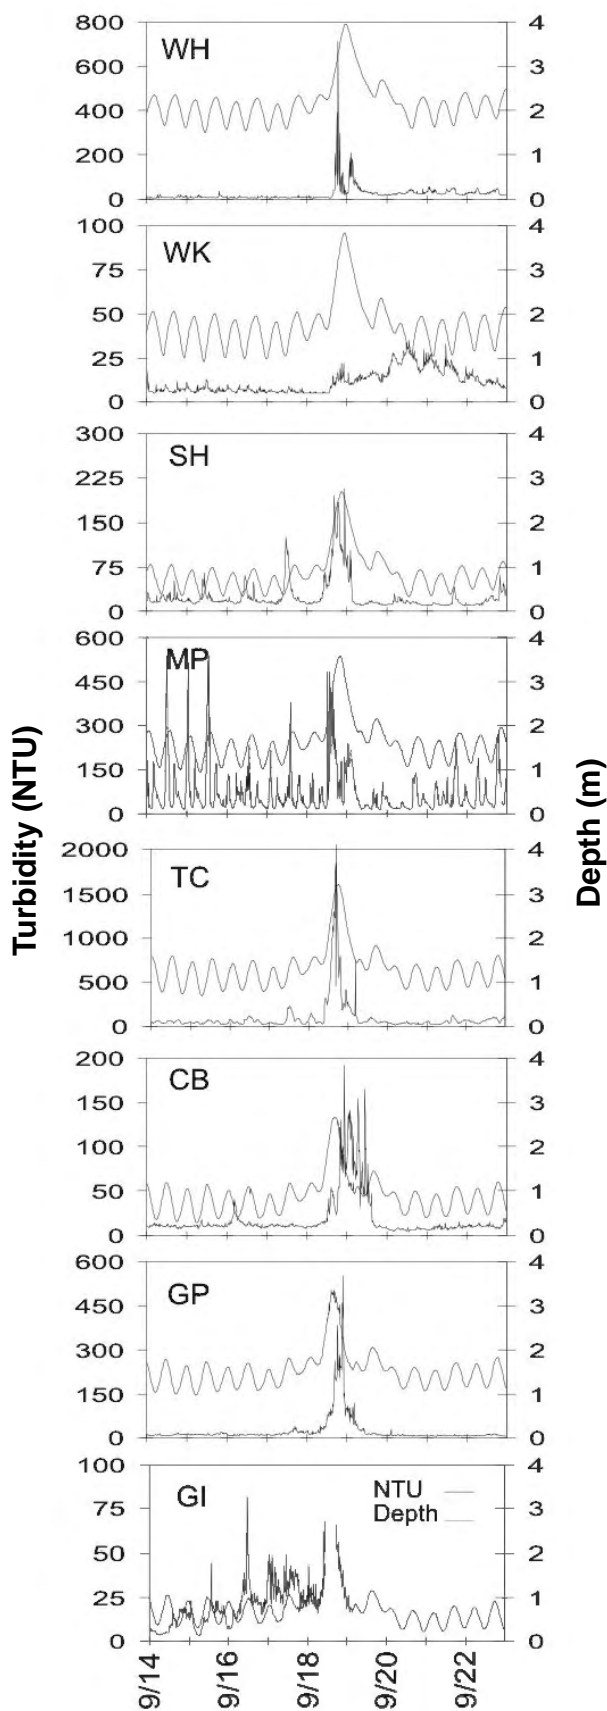 800 WH 4
600 3
400 2
200 1
0 0
100 WK 4
75 3
50 2
25 1
0 0
300 SH 4
225 3
150 2
75 1
0 0
600 MP 4
450 3
300 2
150 1
0 0
Turbidity (NTU)
Depth (m)
2000 TC 4
1500 3
1000 2
500 1
0 0
200 CB 4
150 3
100 2
50 1
0 0
600 GP 4
450 3
300 2
150 1
0 0
100 GI NTU 4
Depth
75 3
50 2
25 1
0 0
9/14 9/16 9/18 9/20 9/22